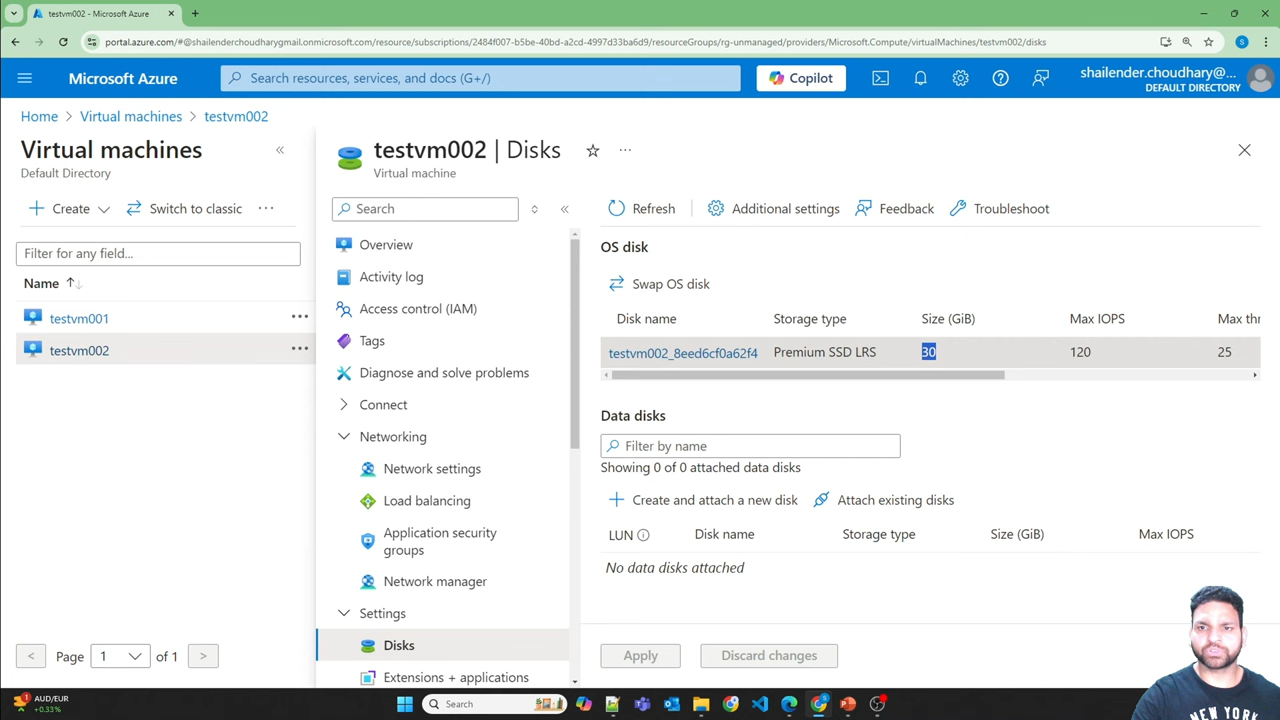 testvm002 - Microsoft Azure
portal.azure.com/#@shailenderchoudharygmail.onmicrosoft.com/resource/subscriptions/2484f007-b5be-40bd-a2cd-4997d33ba6d9/resourceGroups/rg-unmanaged/providers/Microsoft.Compute/virtualMachines/testvm002/disks
S
Microsoft Azure
Search resources, services, and docs (G+/)
Copilot
shailender.choudhary@...
DEFAULT DIRECTORY
Home > Virtual machines > testvm002
Virtual machines
Default Directory
Create
Switch to classic
Filter for any field...
Name
testvm001
testvm002
Page 1 of 1
testvm002 | Disks
Virtual machine
Search
Overview
Activity log
Access control (IAM)
Tags
Diagnose and solve problems
Connect
Networking
Network settings
Load balancing
Application security
groups
Network manager
Settings
Disks
Extensions + applications
Refresh
Additional settings
Feedback
Troubleshoot
OS disk
Swap OS disk
Disk name Storage type Size (GiB) Max IOPS Max thr
testvm002_8eed6cf0a62f4 Premium SSD LRS 30 120 25
Data disks
Filter by name
Showing 0 of 0 attached data disks
Create and attach a new disk
Attach existing disks
LUN Disk name Storage type Size (GiB) Max IOPS
No data disks attached
Apply
Discard changes
1
AUD/EUR
+0.33%
Search
NEW YORK